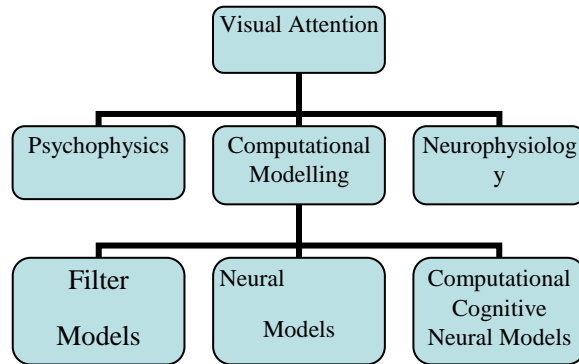 Visual Attention
Psychophysics
Computational
Modelling
Neurophysiolog
y
Filter
Models
Neural
Models
Computational
Cognitive
Neural Models